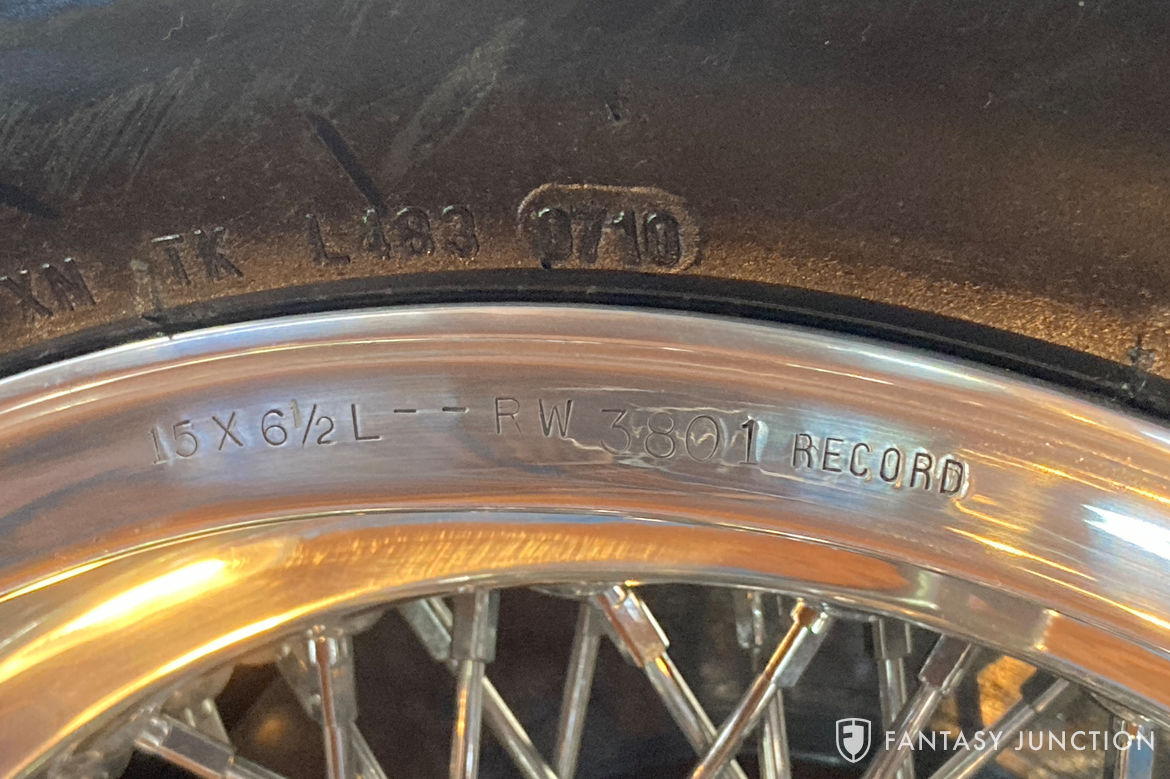 XN TK L483 0710
15 X 6½ L -- RW 3801 RECORD
FANTASY JUNCTION